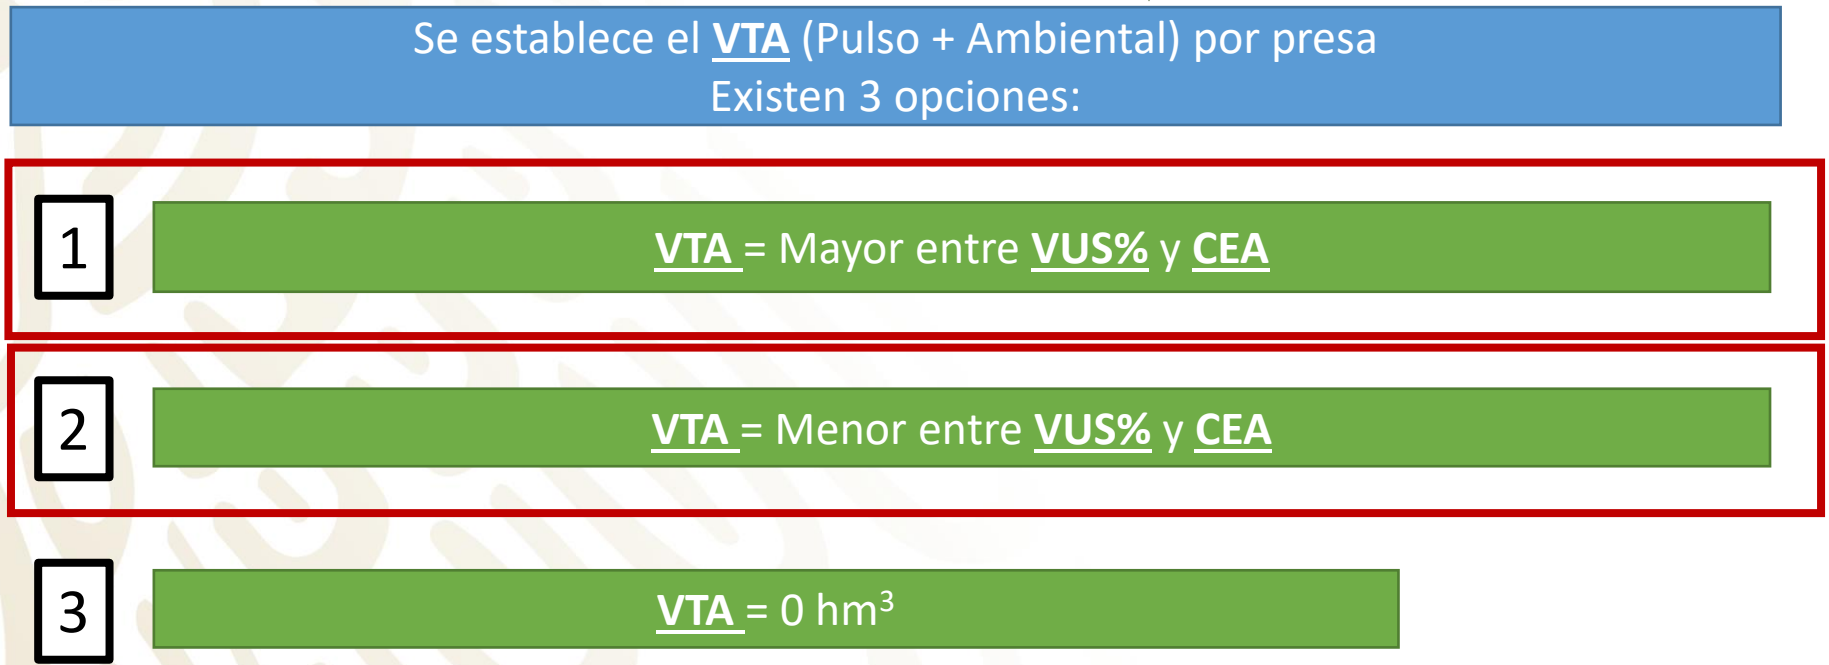 Se establece el VTA (Pulso + Ambiental) por presa
Existen 3 opciones:
1
VTA = Mayor entre VUS% y CEA
2
VTA = Menor entre VUS% y CEA
3
VTA = 0 hm³